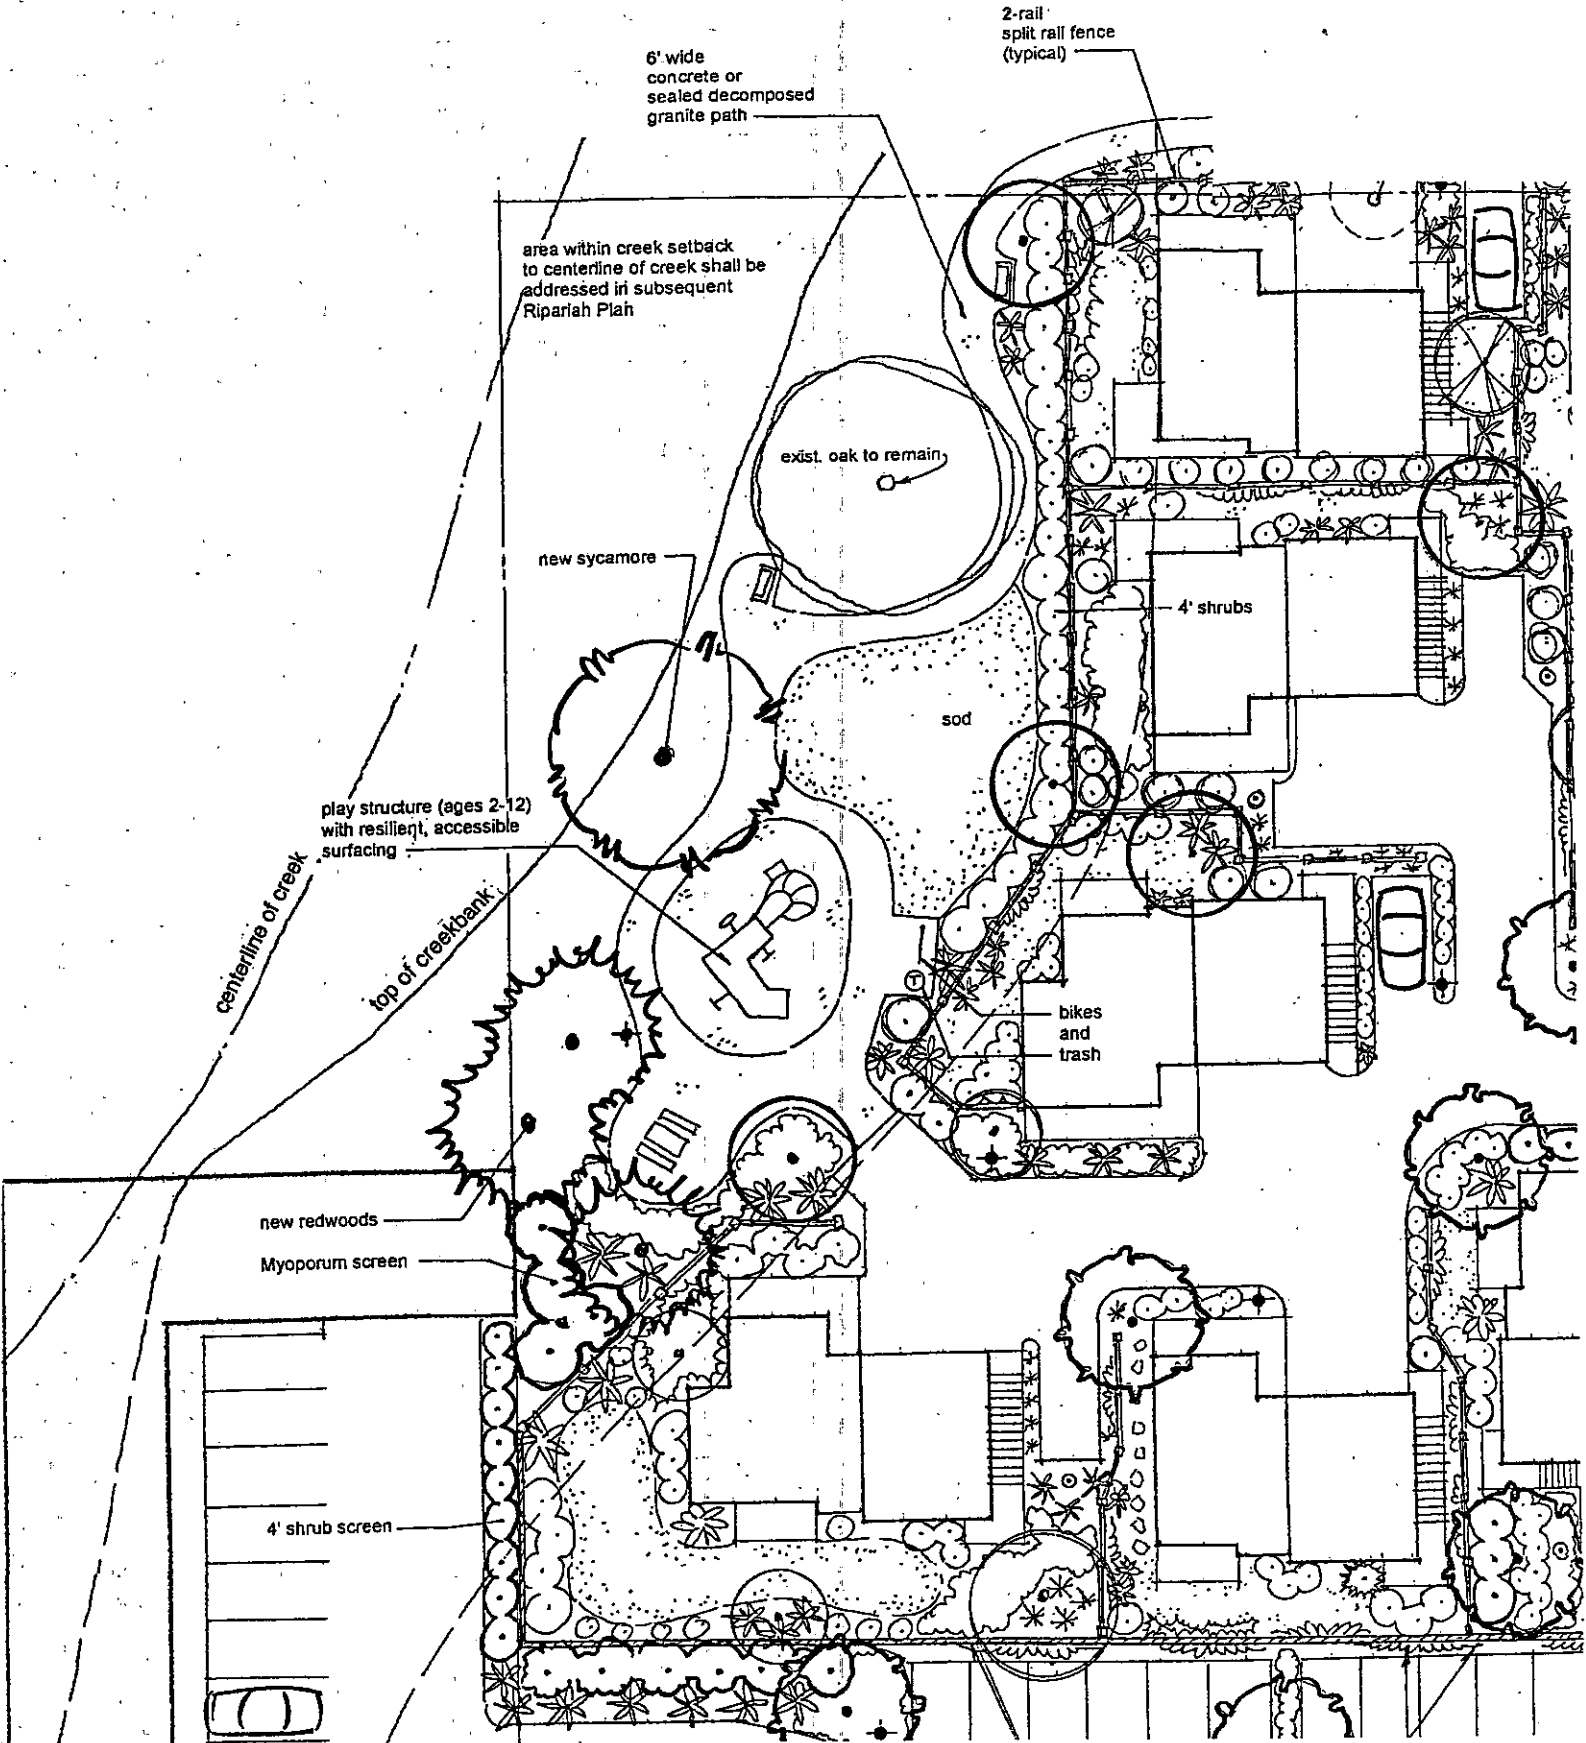 2-rail
split rail fence
(typical)
6' wide
concrete or
sealed decomposed
granite path
area within creek setback
to centerline of creek shall be
addressed in subsequent
Ripariah Plan
exist. oak to remain
new sycamore
4' shrubs
sod
play structure (ages 2-12)
with resilient, accessible
surfacing
centerline of creek
top of creekbank
T
bikes
and
trash
new redwoods
Myoporum screen
4' shrub screen